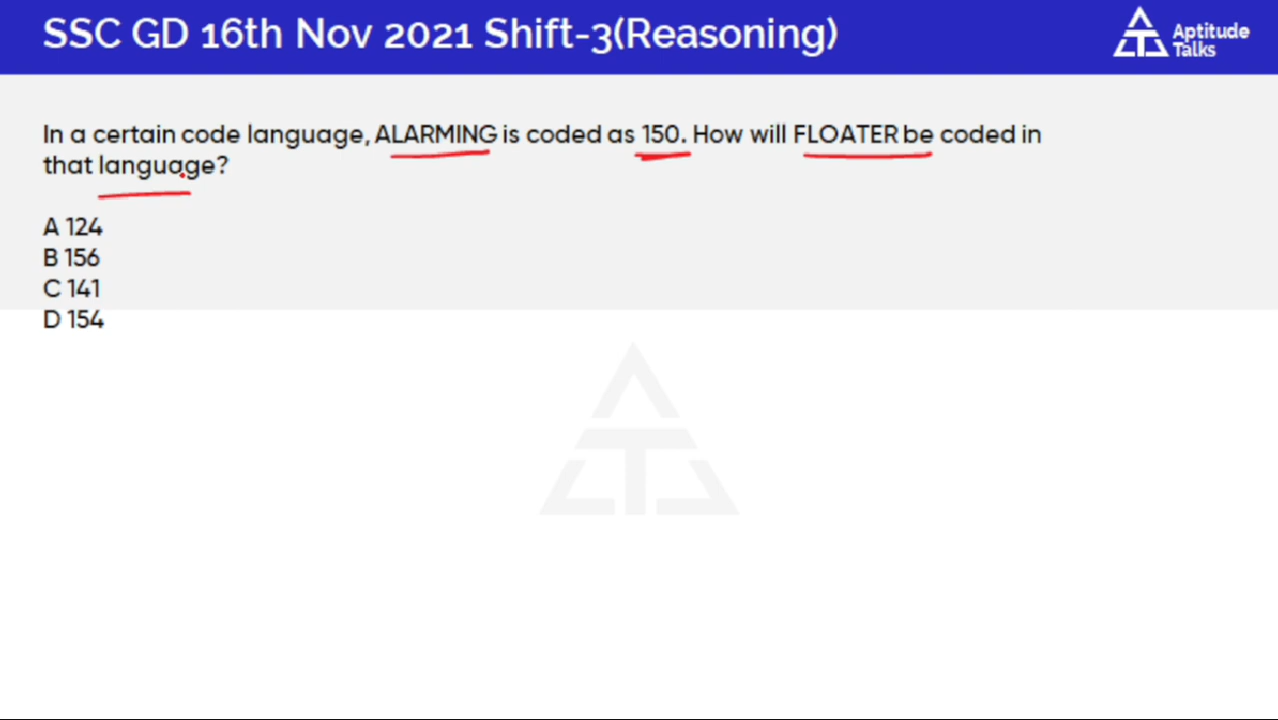 SSC GD 16th Nov 2021 Shift-3(Reasoning)
Aptitude
Talks
In a certain code language, ALARMING is coded as 150. How will FLOATER be coded in
that language?
A 124
B 156
C 141
D 154